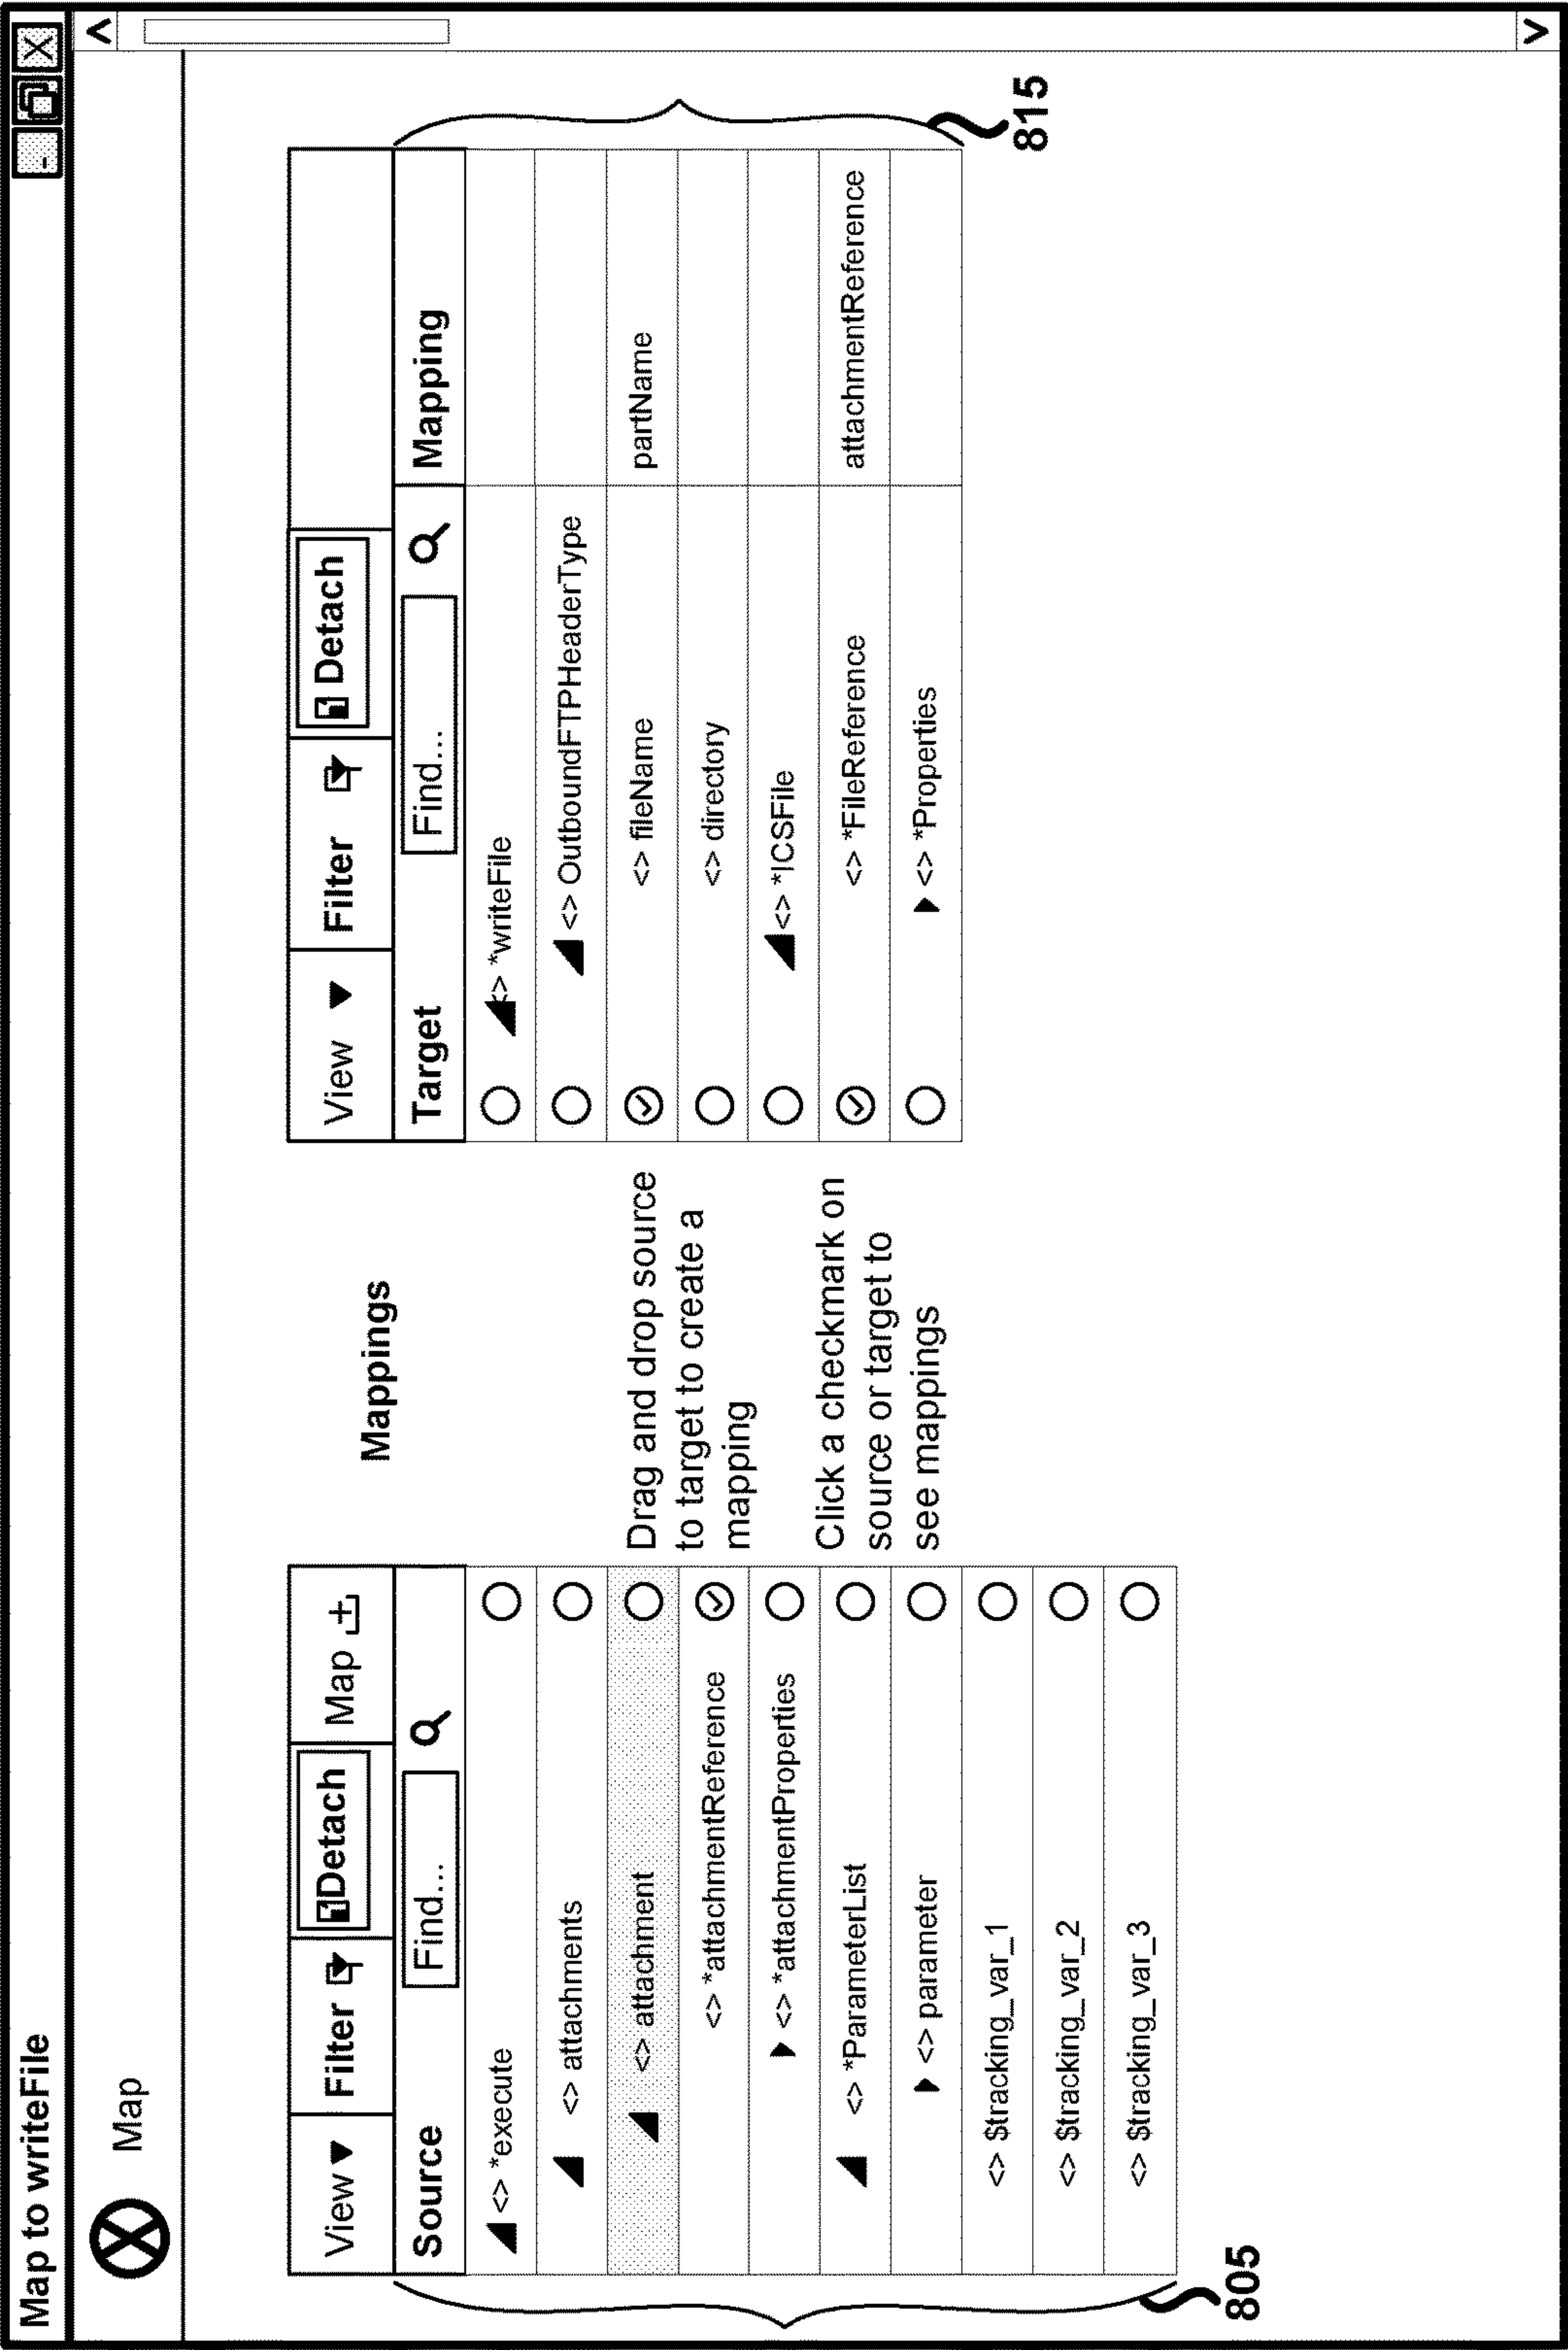 Map to writeFile
Map
View Filter Detach Map
Source Find...
<> *execute
<> attachments
<> attachment
<> *attachmentReference
<> *attachmentProperties
<> *ParameterList
<> parameter
<> $tracking_var_1
<> $tracking_var_2
<> $tracking_var_3
805
Mappings
Drag and drop source
to target to create a
mapping
Click a checkmark on
source or target to
see mappings
View Filter Detach
Target Find... Mapping
<> *writeFile
<> OutboundFTPHeaderType
<> fileName partName
<> directory
<> *ICSFile
<> *FileReference attachmentReference
<> *Properties
815